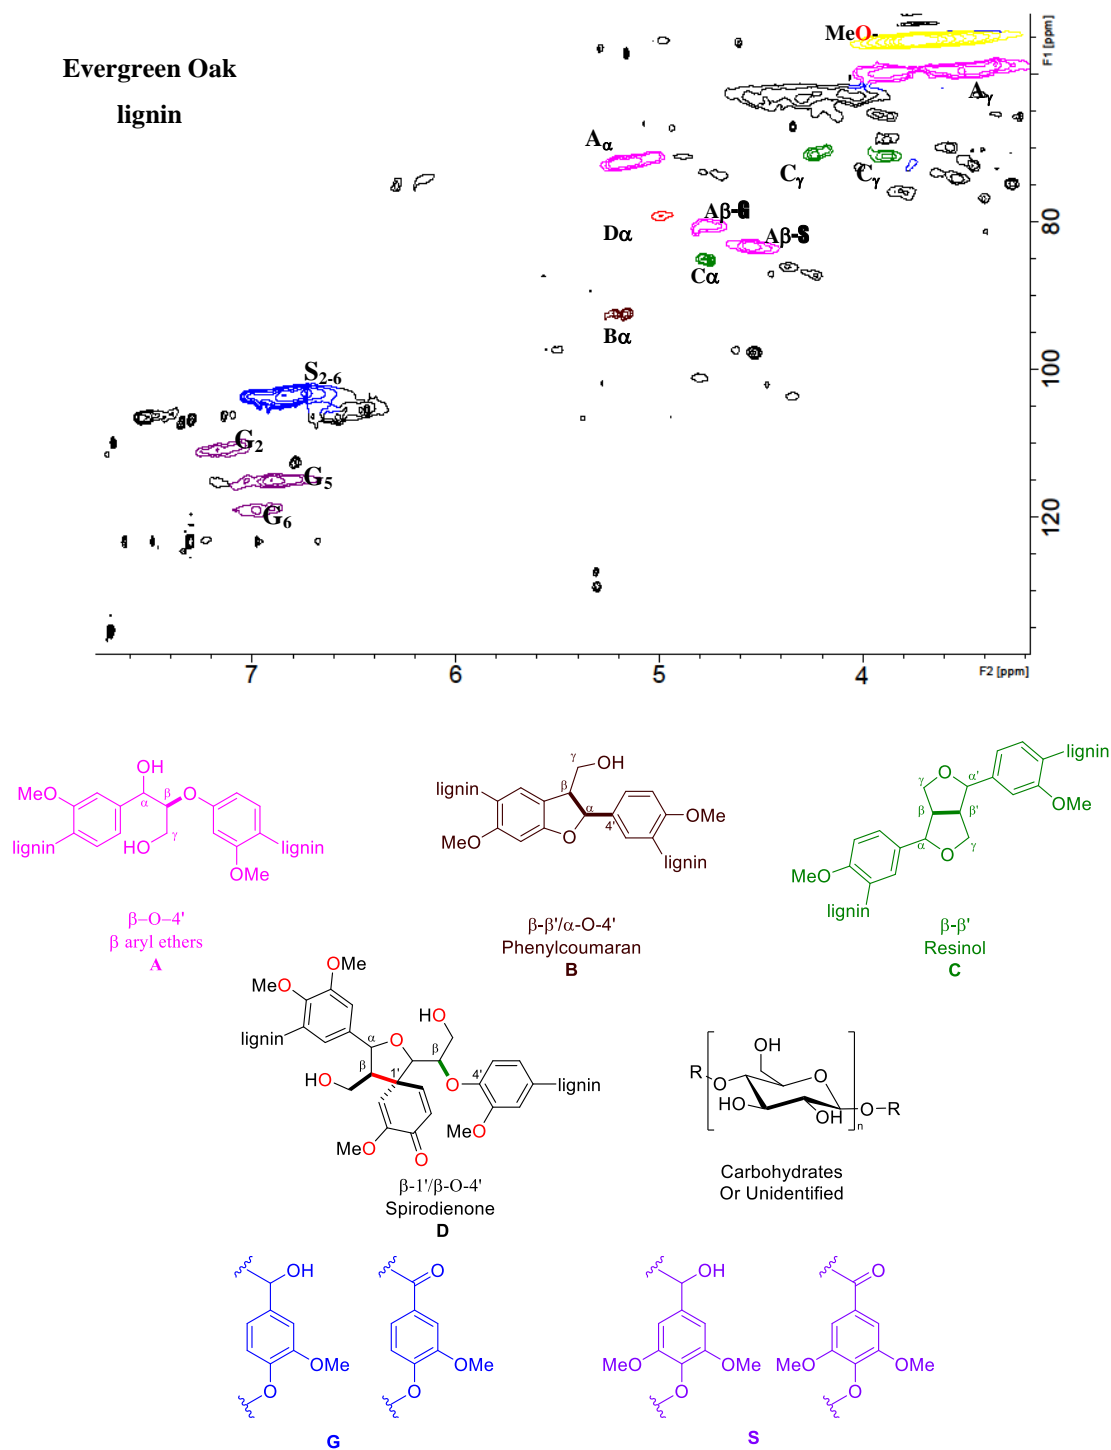 Evergreen Oak
lignin
MeO-
Aγ
Aα
Cγ
Cγ
Aβ-G
Dα
Aβ-S
Cα
Bα
S2-6
G2
G5
G6
F1 [ppm]
80
100
120
7
6
5
4
F2 [ppm]
OH
MeO
α
β
O
γ
HO
lignin
OMe
lignin
β–O–4'
β aryl ethers
A
γ
OH
lignin
β
α
MeO
O
4'
OMe
lignin
β-β'/α-O-4'
Phenylcoumaran
B
lignin
O
α'
γ
OMe
β
β'
α
O
γ
MeO
lignin
β-β'
Resinol
C
OMe
MeO
lignin
α
O
HO
β
β
HO
1'
O
4'
lignin
MeO
MeO
O
β-1'/β-O-4'
Spirodienone
D
OH
R
O
O
HO
OH
O–R
n
Carbohydrates
Or Unidentified
OH
OMe
O
O
OMe
O
G
OH
MeO
OMe
O
O
MeO
OMe
O
S